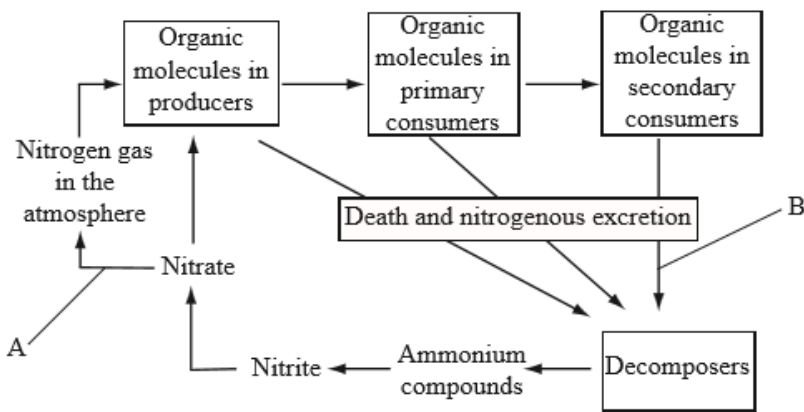 Organic
molecules in
producers
Organic
molecules in
primary
consumers
Organic
molecules in
secondary
consumers
Nitrogen gas
in the
atmosphere
Death and nitrogenous excretion
B
Nitrate
A
Nitrite
Ammonium
compounds
Decomposers